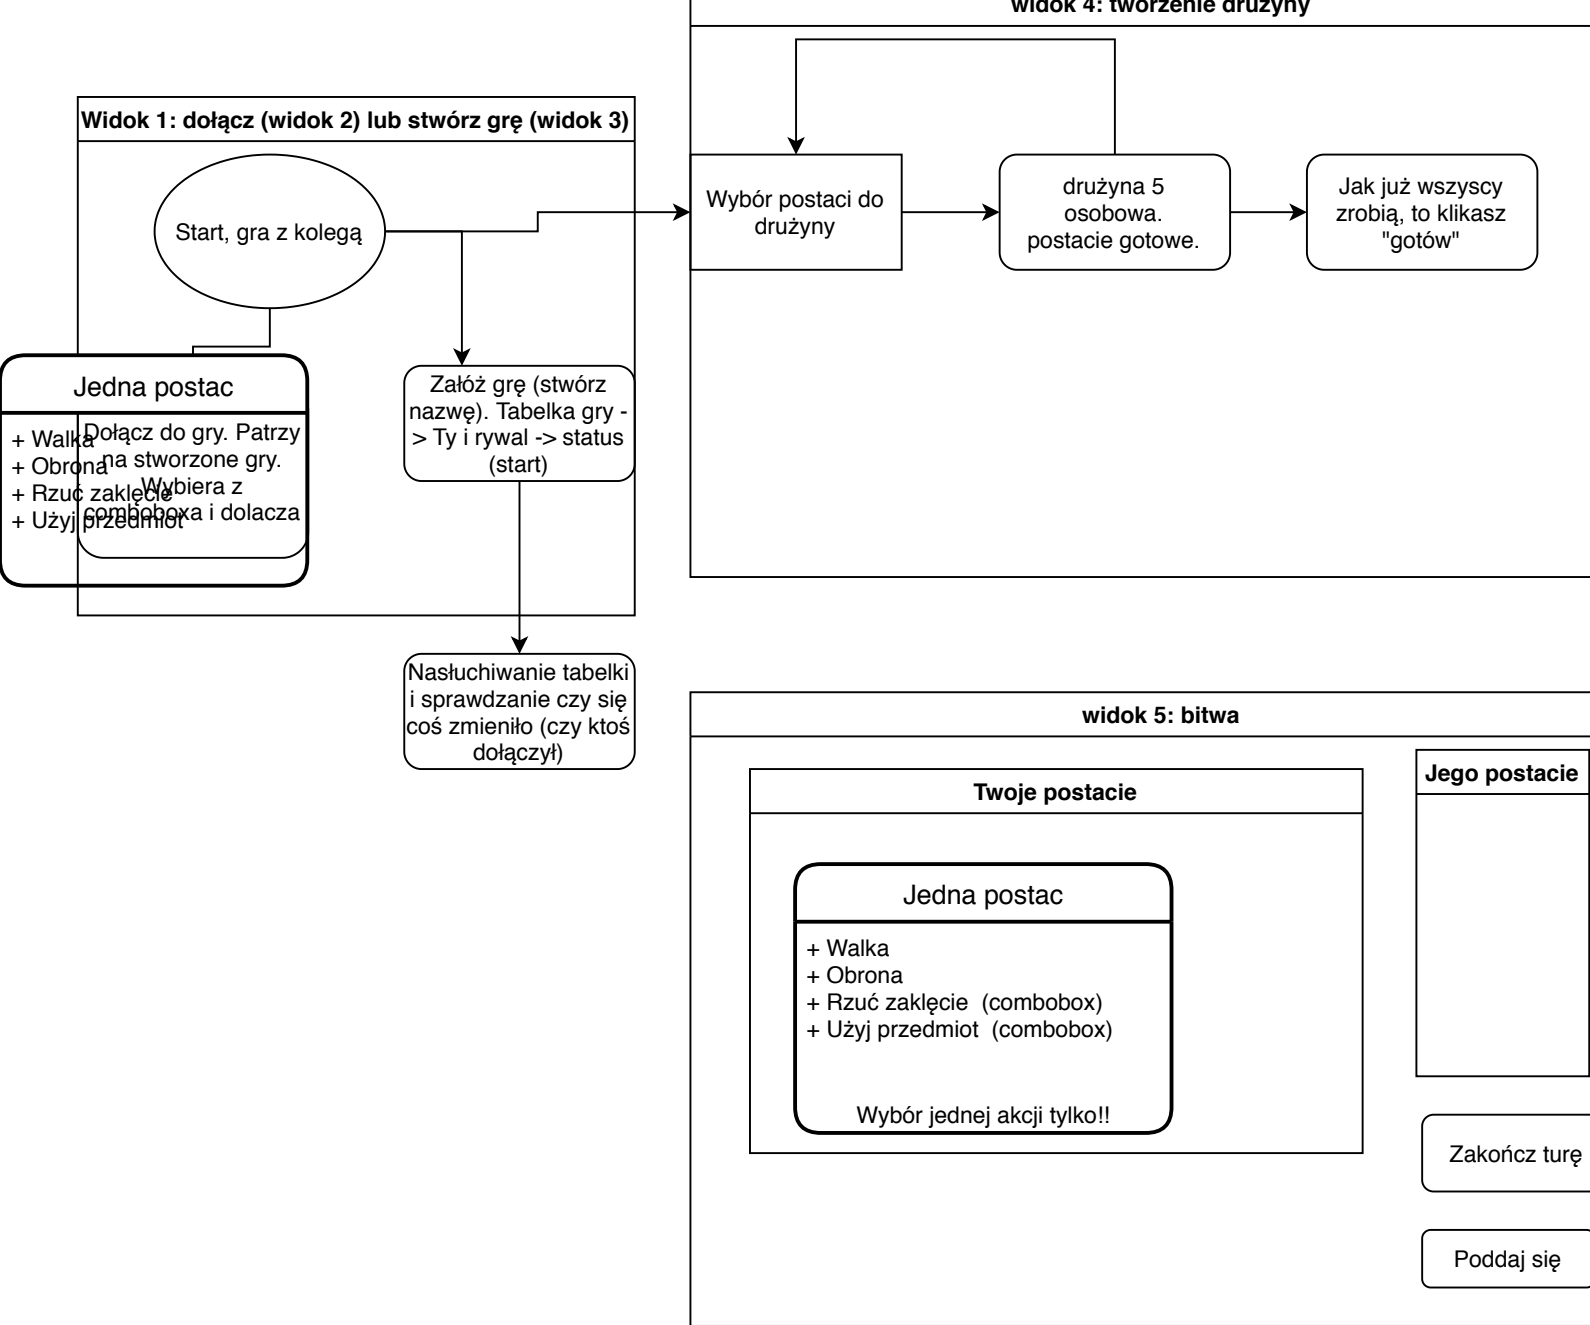 widok 4: tworzenie drużyny
Widok 1: dołącz (widok 2) lub stwórz grę (widok 3)
Start, gra z kolegą
Wybór postaci do
drużyny
drużyna 5
osobowa.
postacie gotowe.
Jak już wszyscy
zrobią, to klikasz
"gotów"
Jedna postac
+ Walka
+ Obrona
+ Rzuć zaklęcie
+ Użyj przedmiot
Dołącz do gry. Patrzy
na stworzone gry.
Wybiera z
comboboxa i dolacza
Załóż grę (stwórz
nazwę). Tabelka gry -
> Ty i rywal -> status
(start)
Nasłuchiwanie tabelki
i sprawdzanie czy się
coś zmieniło (czy ktoś
dołączył)
widok 5: bitwa
Twoje postacie
Jego postacie
Jedna postac
+ Walka
+ Obrona
+ Rzuć zaklęcie (combobox)
+ Użyj przedmiot (combobox)
Wybór jednej akcji tylko!!
Zakończ turę
Poddaj się